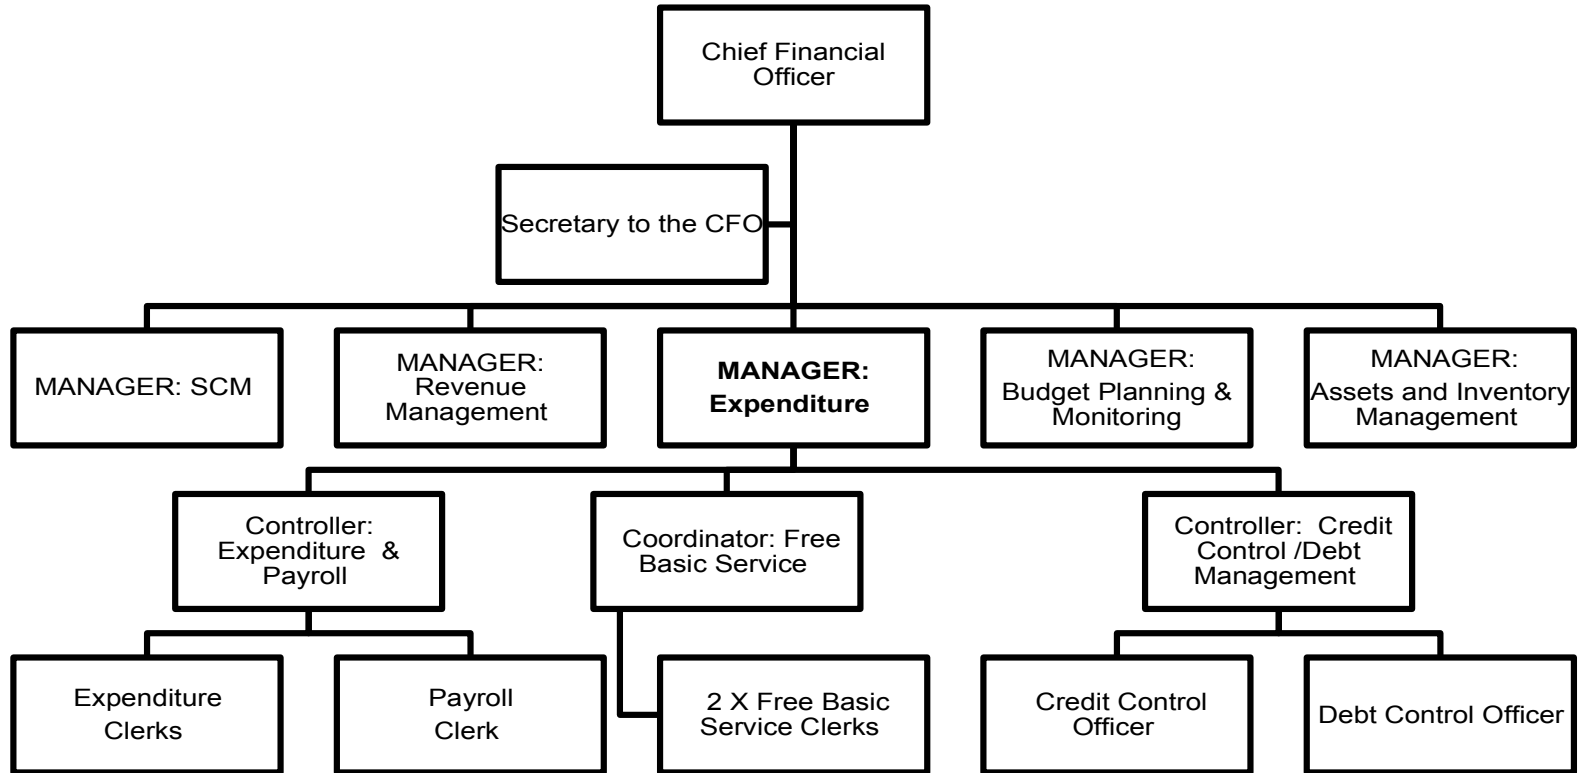 Chief Financial
Officer
Secretary to the CFO
MANAGER: SCM
MANAGER:
Revenue
Management
MANAGER:
Expenditure
MANAGER:
Budget Planning &
Monitoring
MANAGER:
Assets and Inventory
Management
Controller:
Expenditure &
Payroll
Coordinator: Free
Basic Service
Controller: Credit
Control /Debt
Management
Expenditure
Clerks
Payroll
Clerk
2 X Free Basic
Service Clerks
Credit Control
Officer
Debt Control Officer